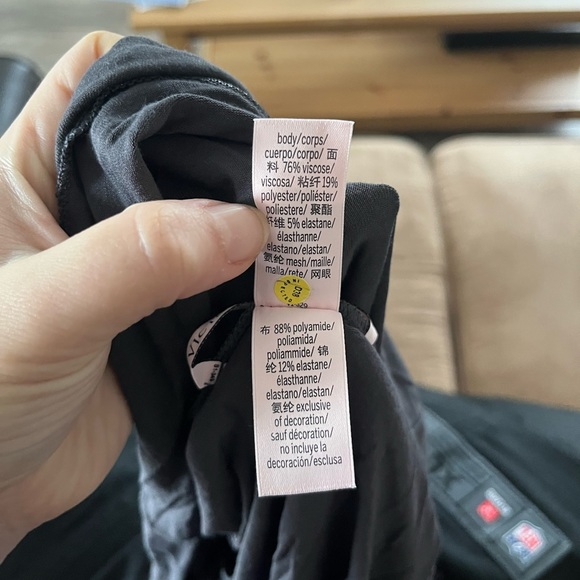 body/corps/
cuerpo/corpo/ 面
料 76% viscose/
viscosa/ 粘纤 19%
polyester/poliéster/
poliestere/ 聚酯
纤维 5% elastane/
élasthanne/
elastano/elastan/
氨纶 mesh/maille/
malla/rete/ 网眼
布 88% polyamide/
poliamida/
poliammide/ 锦
纶 12% elastane/
élasthanne/
elastano/elastan/
氨纶 exclusive
of decoration/
sauf décoration/
no incluye la
decoración/esclusa
VIC